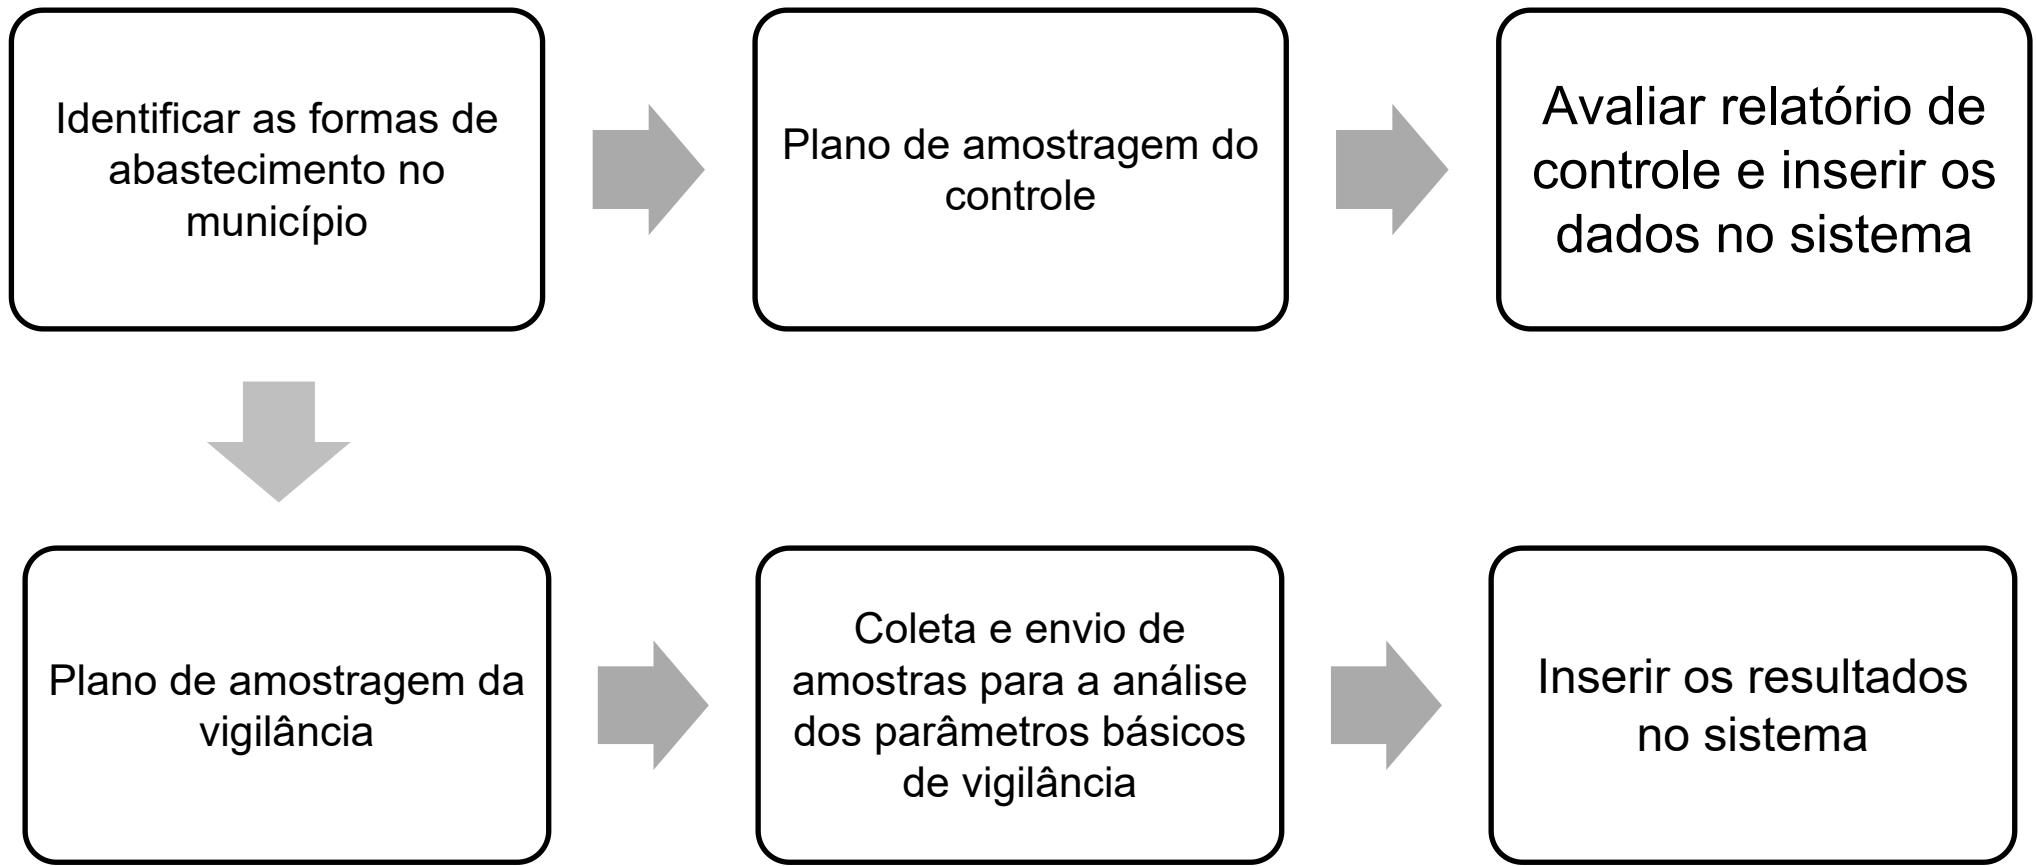 Identificar as formas de
abastecimento no
município
Plano de amostragem do
controle
Avaliar relatório de
controle e inserir os
dados no sistema
Plano de amostragem da
vigilância
Coleta e envio de
amostras para a análise
dos parâmetros básicos
de vigilância
Inserir os resultados
no sistema